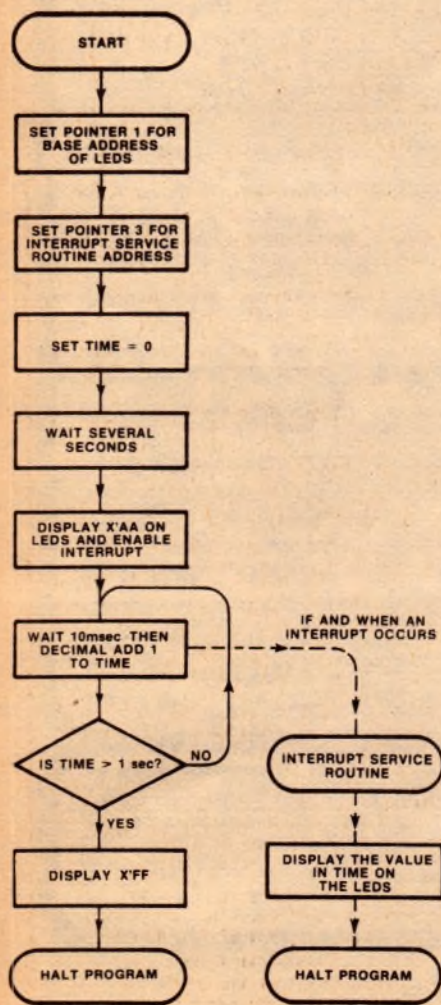 START
SET POINTER 1 FOR
BASE ADDRESS
OF LEDS
SET POINTER 3 FOR
INTERRUPT SERVICE
ROUTINE ADDRESS
SET TIME = 0
WAIT SEVERAL
SECONDS
DISPLAY X'AA ON
LEDS AND ENABLE
INTERRUPT
WAIT 10msec THEN
DECIMAL ADD 1
TO TIME
IF AND WHEN AN
INTERRUPT OCCURS
IS TIME > 1 sec?
NO
YES
DISPLAY X'FF
HALT PROGRAM
INTERRUPT SERVICE
ROUTINE
DISPLAY THE VALUE
IN TIME ON
THE LEDS
HALT PROGRAM